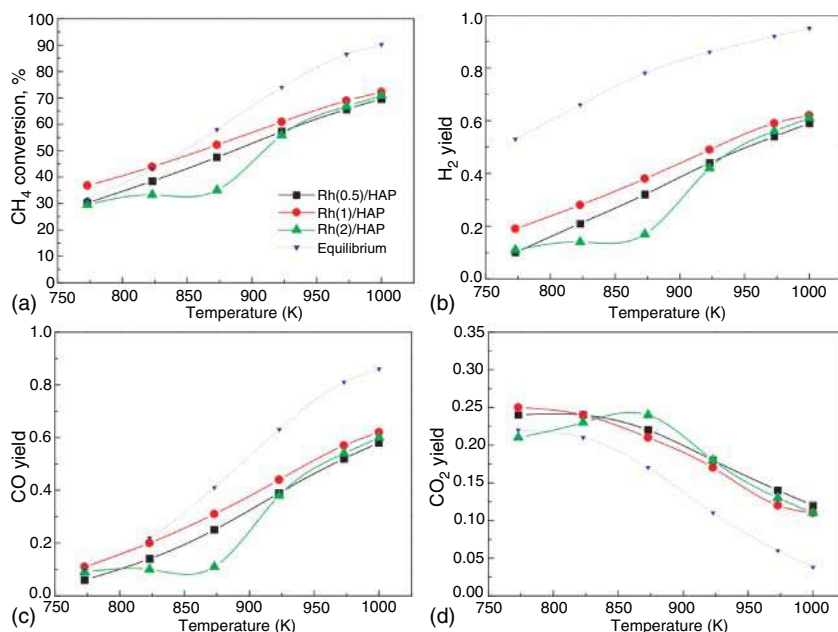 100
90
80
70
60
50
40
30
20
10
0
CH4 conversion, %
Rh(0.5)/HAP
Rh(1)/HAP
Rh(2)/HAP
Equilibrium
750 800 850 900 950 1000
(a) Temperature (K)
1.0
0.8
0.6
0.4
0.2
0.0
H2 yield
750 800 850 900 950 1000
(b) Temperature (K)
1.0
0.8
0.6
0.4
0.2
0.0
CO yield
750 800 850 900 950 1000
(c) Temperature (K)
0.35
0.30
0.25
0.20
0.15
0.10
0.05
0.00
CO2 yield
750 800 850 900 950 1000
(d) Temperature (K)